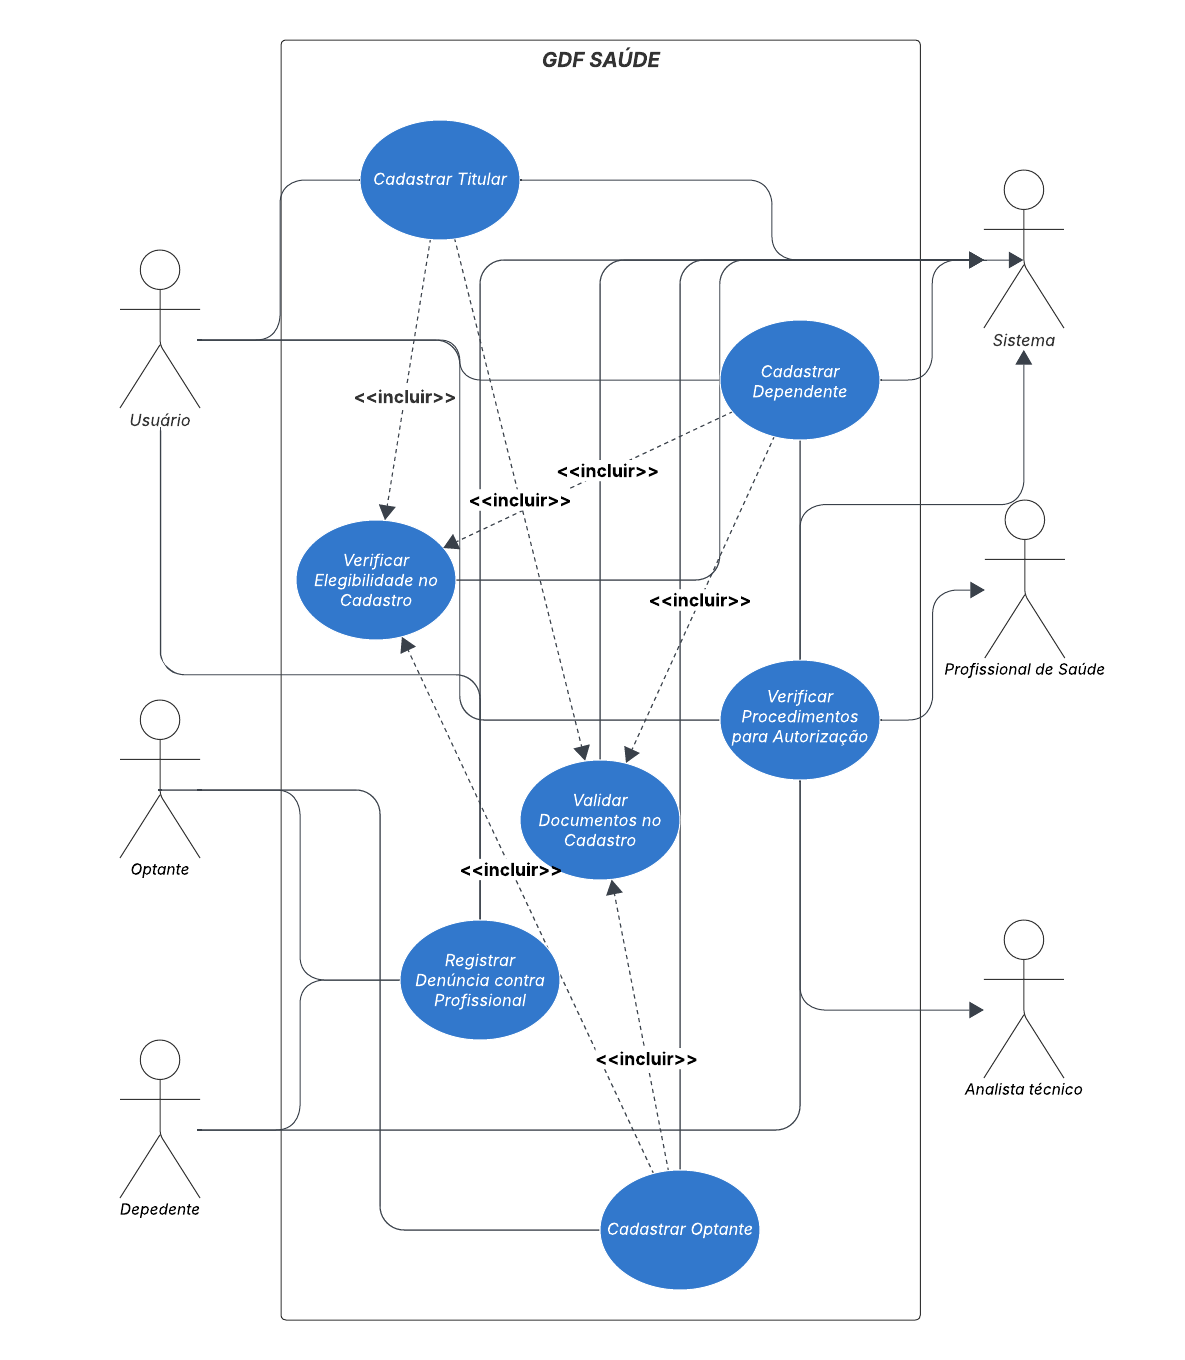 GDF SAÚDE
Cadastrar Titular
Sistema
Cadastrar
Dependente
<<incluir>>
Usuário
<<incluir>>
<<incluir>>
Verificar
Elegibilidade no
Cadastro
<<incluir>>
Profissional de Saúde
Verificar
Procedimentos
para Autorização
Validar
Documentos no
Cadastro
Optante
<<incluir>>
Registrar
Denúncia contra
Profissional
<<incluir>>
Analista técnico
Depedente
Cadastrar Optante